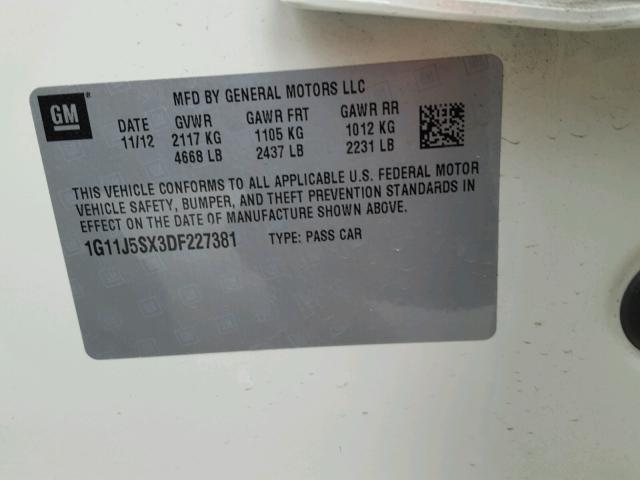 GM ®
MFD BY GENERAL MOTORS LLC
DATE GVWR GAWR FRT GAWR RR
11/12 2117 KG 1105 KG 1012 KG
4668 LB 2437 LB 2231 LB
THIS VEHICLE CONFORMS TO ALL APPLICABLE U.S. FEDERAL MOTOR
VEHICLE SAFETY, BUMPER, AND THEFT PREVENTION STANDARDS IN
EFFECT ON THE DATE OF MANUFACTURE SHOWN ABOVE.
1G11J5SX3DF227381 TYPE: PASS CAR